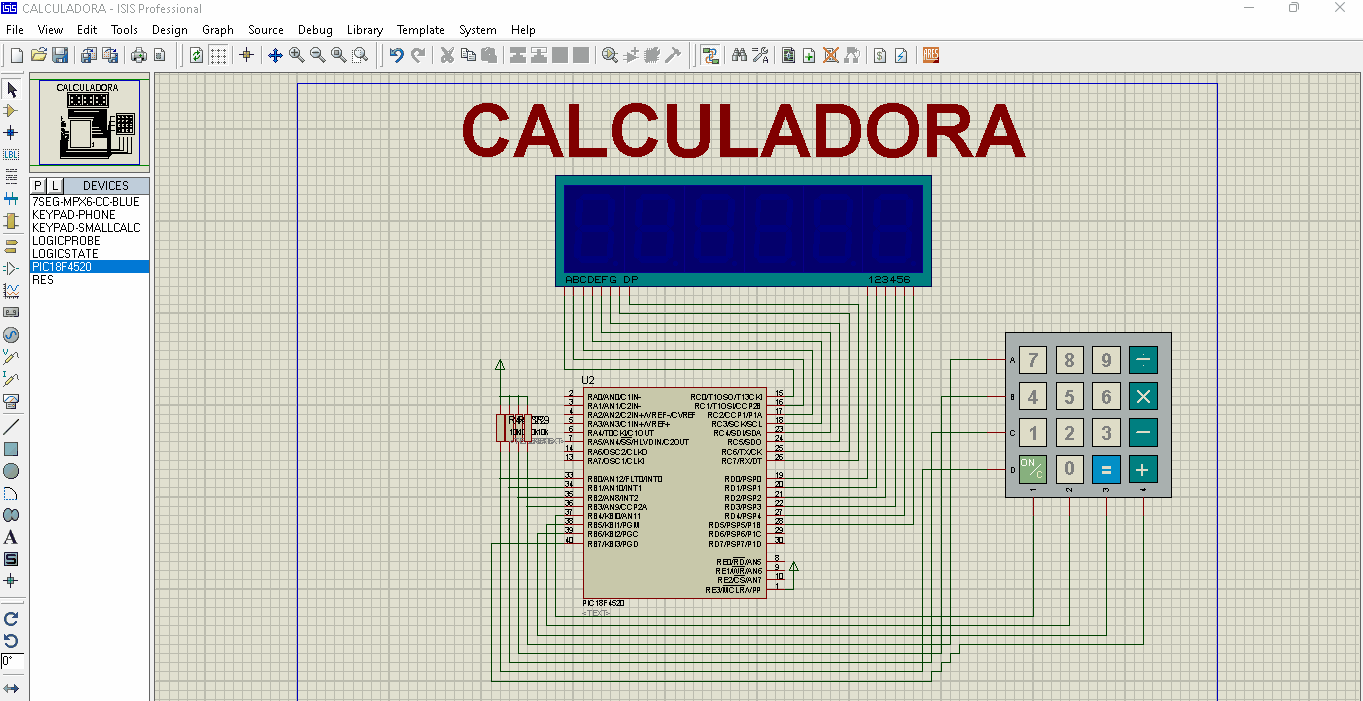 ISIS CALCULADORA - ISIS Professional
File View Edit Tools Design Graph Source Debug Library Template System Help
ARES
LBL
CALCULADORA
P L DEVICES
7SEG-MPX6-CC-BLUE
KEYPAD-PHONE
KEYPAD-SMALLCALC
LOGICPROBE
LOGICSTATE
PIC18F4520
RES
A
S
0°
CALCULADORA
ABCDEFG DP 123456
U2
2 RA0/AN0/C1IN- RC0/T1OSO/T13CKI 15
3 RA1/AN1/C2IN- RC1/T1OSI/CCP2B 16
4 RA2/AN2/C2IN+/VREF-/CVREF RC2/CCP1/P1A 17
5 RA3/AN3/C1IN+/VREF+ RC3/SCK/SCL 18
6 RA4/T0CKI/C1OUT RC4/SDI/SDA 23
7 RA5/AN4/SS/HLVDIN/C2OUT RC5/SDO 24
14 RA6/OSC2/CLKO RC6/TX/CK 25
13 RA7/OSC1/CLKI RC7/RX/DT 26
33 RB0/AN12/FLT0/INT0 RD0/PSP0 19
34 RB1/AN10/INT1 RD1/PSP1 20
35 RB2/AN8/INT2 RD2/PSP2 21
36 RB3/AN9/CCP2A RD3/PSP3 22
37 RB4/KBI0/AN11 RD4/PSP4 27
38 RB5/KBI1/PGM RD5/PSP5/P1B 28
39 RB6/KBI2/PGC RD6/PSP6/P1C 29
40 RB7/KBI3/PGD RD7/PSP7/P1D 30
RE0/RD/AN5 8
RE1/WR/AN6 9
RE2/CS/AN7 10
RE3/MCLR/VPP 1
PIC18F4520
<TEXT>
A 7 8 9 ÷
B 4 5 6 ×
C 1 2 3 −
D ON/C 0 = +
1 2 3 4